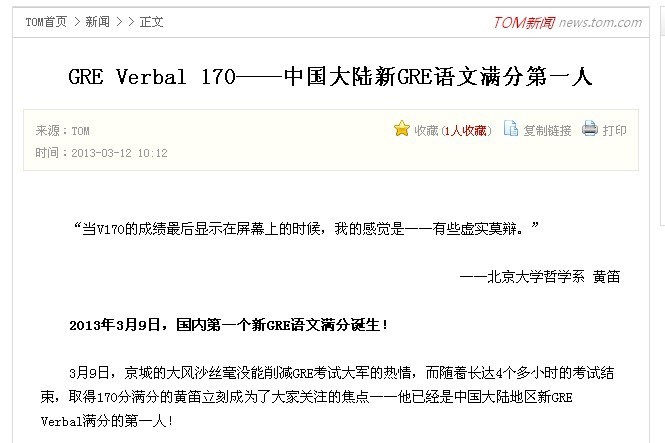 TOM首页 > 新闻 > > 正文
TOM新闻 news.tom.com
GRE Verbal 170——中国大陆新GRE语文满分第一人
来源：TOM
收藏(1人收藏) 复制链接 打印
时间：2013-03-12 10:12
“当V170的成绩最后显示在屏幕上的时候，我的感觉是——有些虚实莫辩。”
——北京大学哲学系 黄笛
2013年3月9日，国内第一个新GRE语文满分诞生！
3月9日，京城的大风沙丝毫没能削减GRE考试大军的热情，而随着长达4个多小时的考试结
束，取得170分满分的黄笛立刻成为了大家关注的焦点——他已经是中国大陆地区新GRE
Verbal满分的第一人！